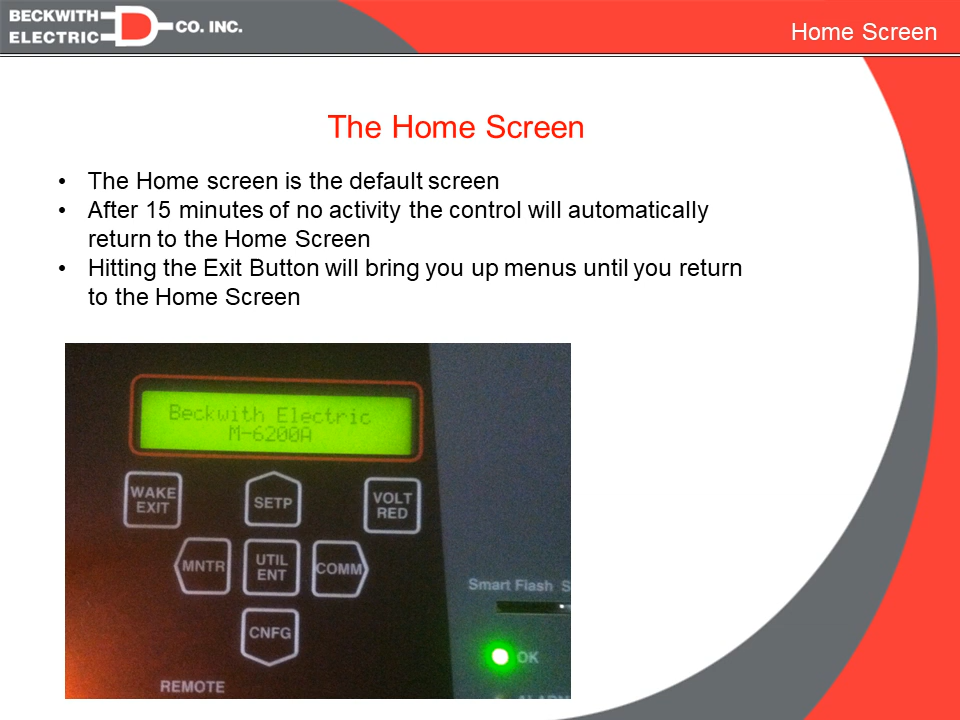 BECKWITH
ELECTRIC
CO. INC.
Home Screen
The Home Screen
• The Home screen is the default screen
• After 15 minutes of no activity the control will automatically
return to the Home Screen
• Hitting the Exit Button will bring you up menus until you return
to the Home Screen
Beckwith Electric
M-6200A
WAKE
EXIT
SETP
VOLT
RED
MNTR
UTIL
ENT
COMM
CNFG
Smart Flash S
OK
REMOTE